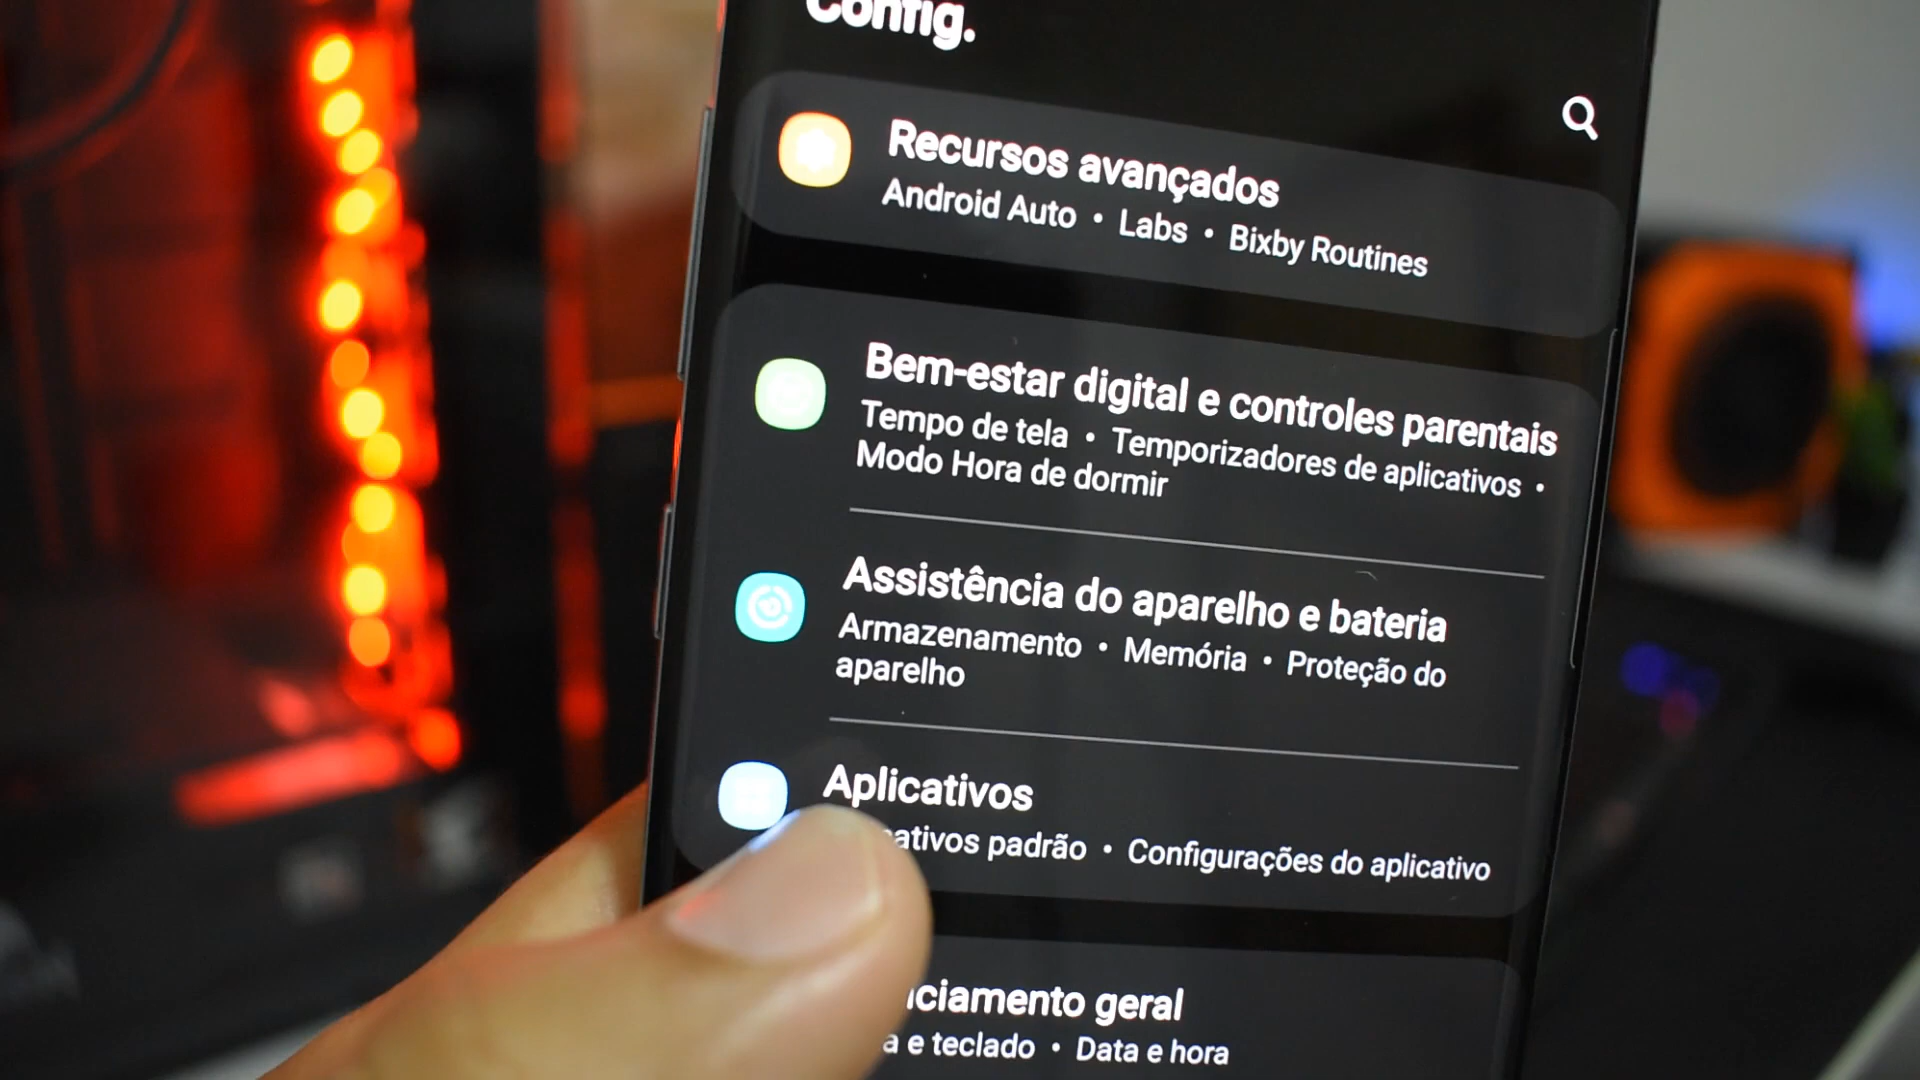 Config.
Recursos avançados
Android Auto • Labs • Bixby Routines
Bem-estar digital e controles parentais
Tempo de tela • Temporizadores de aplicativos •
Modo Hora de dormir
Assistência do aparelho e bateria
Armazenamento • Memória • Proteção do
aparelho
Aplicativos
padrão • Configurações do aplicativo
geral
e teclado • Data e hora